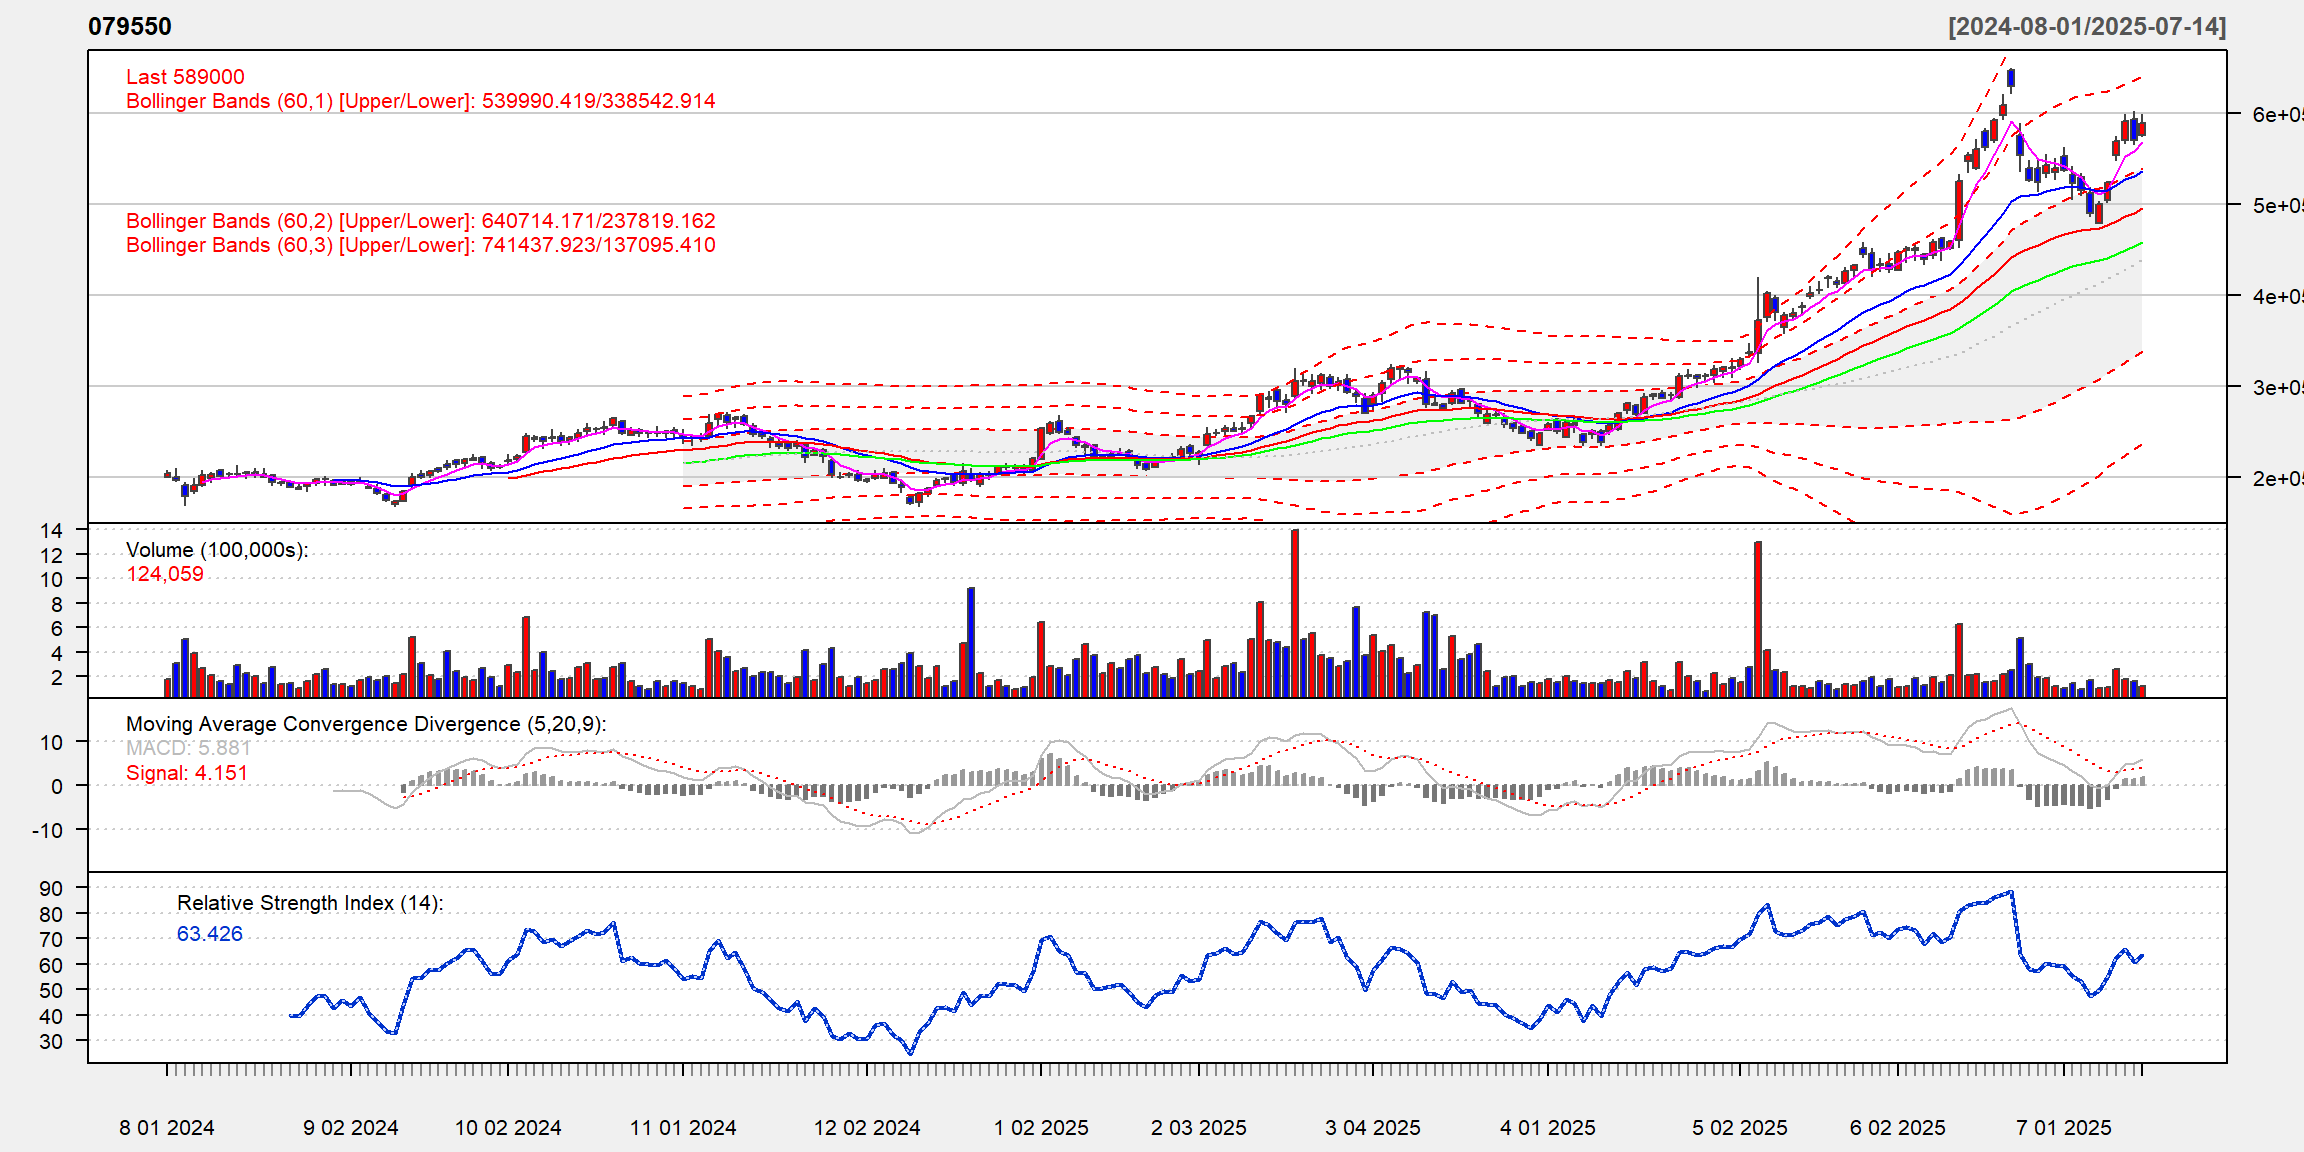 079550
[2024-08-01/2025-07-14]
Last 589000
Bollinger Bands (60,1) [Upper/Lower]: 539990.419/338542.914
Bollinger Bands (60,2) [Upper/Lower]: 640714.171/237819.162
Bollinger Bands (60,3) [Upper/Lower]: 741437.923/137095.410
6e+05
5e+05
4e+05
3e+05
2e+05
Volume (100,000s):
124,059
14
12
10
8
6
4
2
Moving Average Convergence Divergence (5,20,9):
MACD: 5.881
Signal: 4.151
10
0
-10
Relative Strength Index (14):
63.426
90
80
70
60
50
40
30
8 01 2024
9 02 2024
10 02 2024
11 01 2024
12 02 2024
1 02 2025
2 03 2025
3 04 2025
4 01 2025
5 02 2025
6 02 2025
7 01 2025